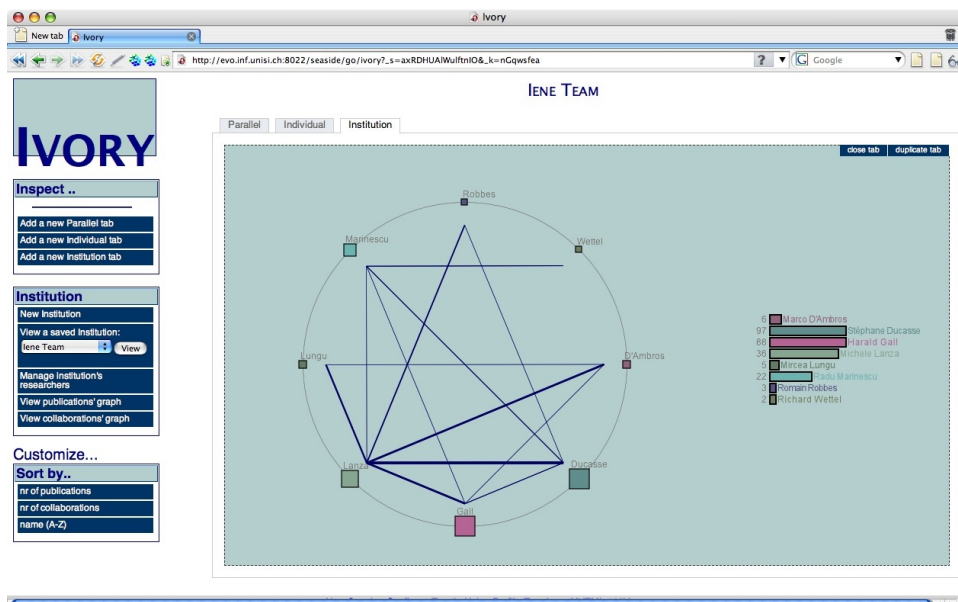 Ivory
New tab
Ivory
http://evo.inf.unisi.ch:8022/seaside/go/ivory?_s=axRDHUAlWulftnIO&_k=nGqwsfea
?
G Google
IENE TEAM
IVORY
Parallel
Individual
Institution
close tab
duplicate tab
Inspect ..
Add a new Parallel tab
Add a new Individual tab
Add a new Institution tab
Institution
New Institution
View a saved Institution:
Iene Team
View
Manage Institution's
researchers
View publications' graph
View collaborations' graph
Customize...
Sort by..
nr of publications
nr of collaborations
name (A-Z)
Robbes
Wettel
Marinescu
Lungu
D'Ambros
Lanza
Ducasse
Gall
6 Marco D'Ambros
97 Stéphane Ducasse
88 Harald Gall
36 Michele Lanza
5 Mircea Lungu
22 Radu Marinescu
3 Romain Robbes
2 Richard Wettel